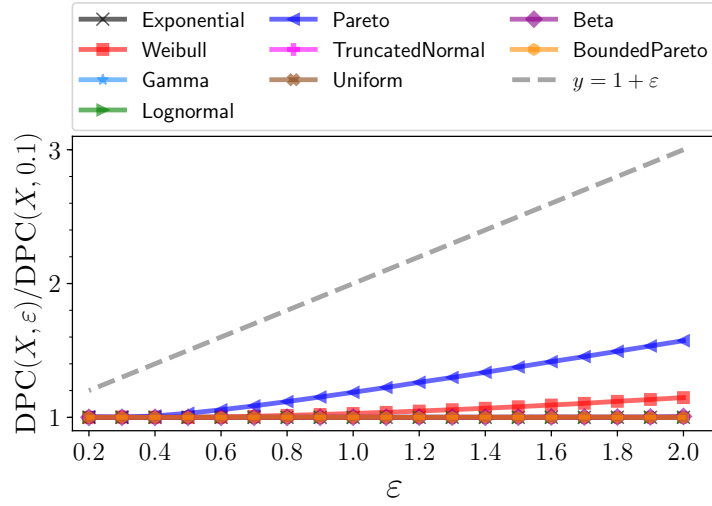 Exponential
Weibull
Gamma
Lognormal
Pareto
TruncatedNormal
Uniform
Beta
BoundedPareto
y = 1 + ε
DPC(X, ε)/DPC(X, 0.1)
3
2
1
0.2 0.4 0.6 0.8 1.0 1.2 1.4 1.6 1.8 2.0
ε